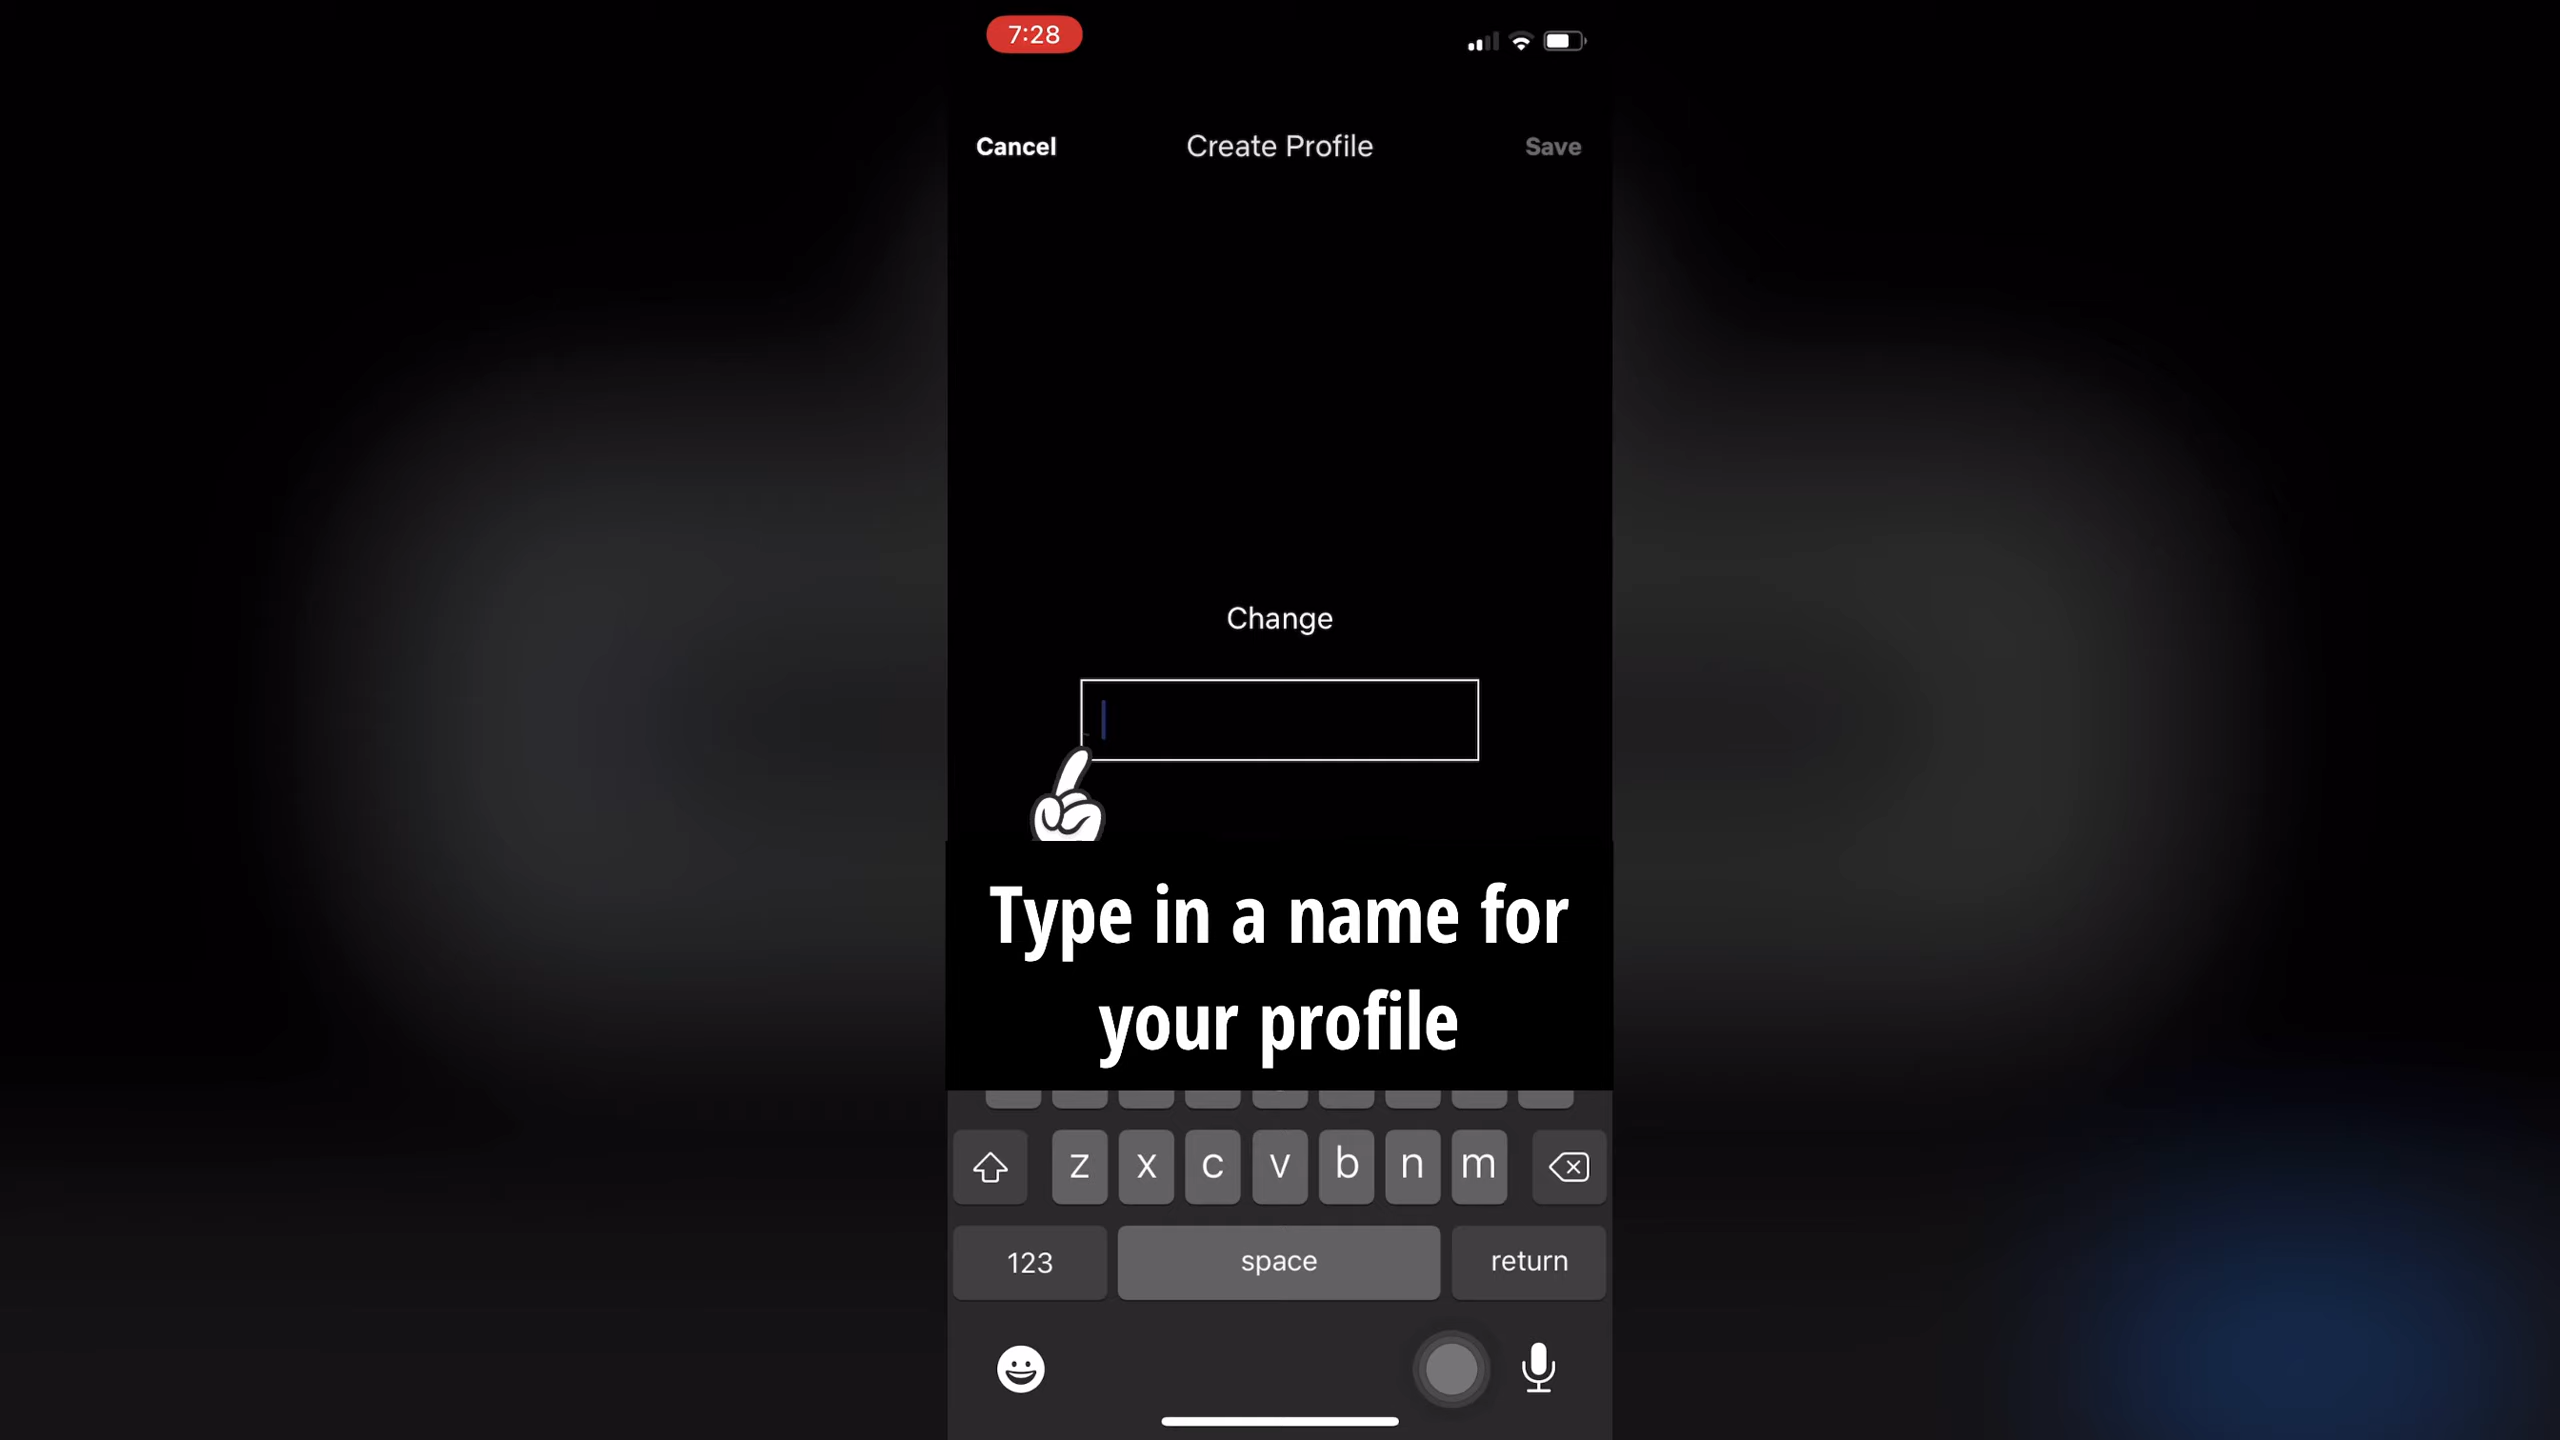 7:28
Cancel Create Profile Save
Change
Type in a name for
your profile
z x c v b n m
123 space return